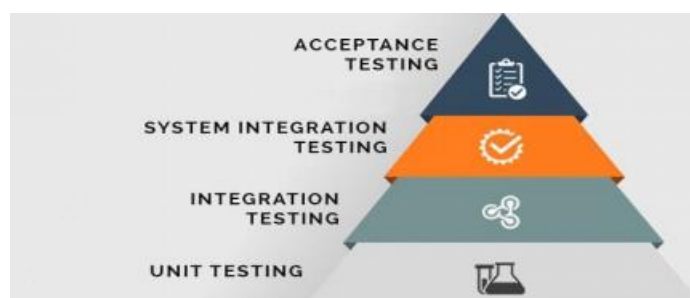 ACCEPTANCE
TESTING
SYSTEM INTEGRATION
TESTING
INTEGRATION
TESTING
UNIT TESTING